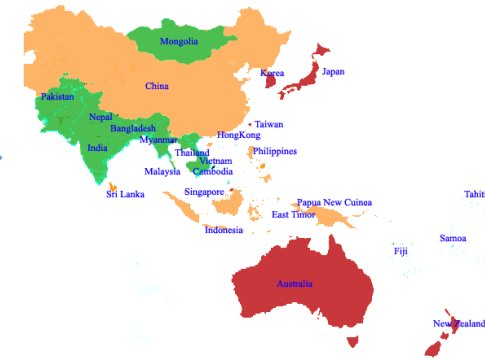 Mongolia
Korea
Japan
China
Pakistan
Nepal
Taiwan
Bangladesh
HongKong
Myanmar
India
Thailand
Philippines
Vietnam
Malaysia
Cambodia
Singapore
Sri Lanka
Tahit
Papua New Cuinea
East Timor
Indonesia
Samoa
Fiji
Australia
New Zealand